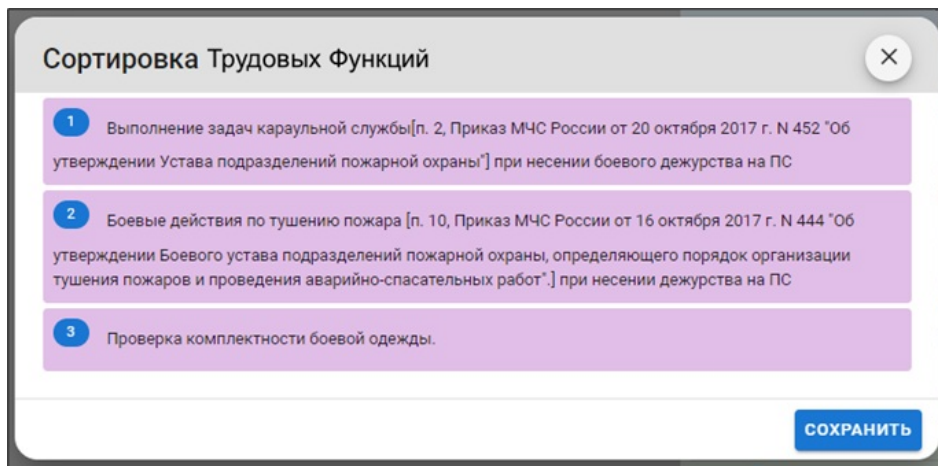 Сортировка Трудовых Функций
1 Выполнение задач караульной службы[п. 2, Приказ МЧС России от 20 октября 2017 г. N 452 "Об
утверждении Устава подразделений пожарной охраны"] при несении боевого дежурства на ПС
2 Боевые действия по тушению пожара [п. 10, Приказ МЧС России от 16 октября 2017 г. N 444 "Об
утверждении Боевого устава подразделений пожарной охраны, определяющего порядок организации
тушения пожаров и проведения аварийно-спасательных работ".] при несении дежурства на ПС
3 Проверка комплектности боевой одежды.
СОХРАНИТЬ